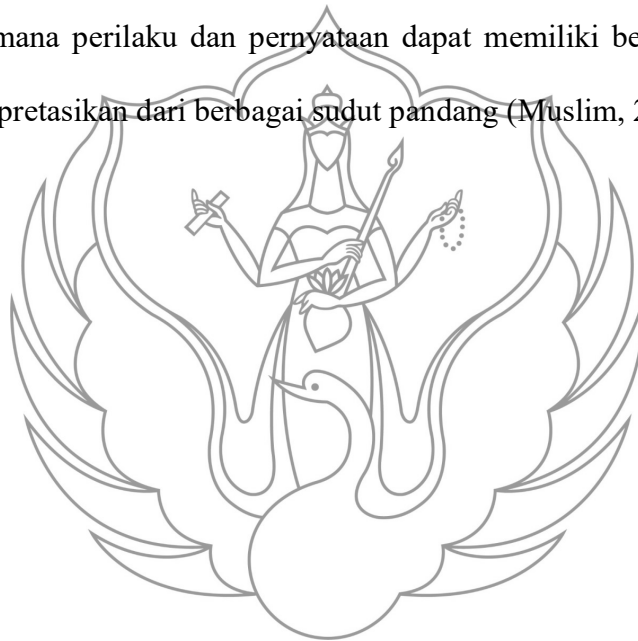 mana perilaku dan pernyataan dapat memiliki be
pretasikan dari berbagai sudut pandang (Muslim, 2